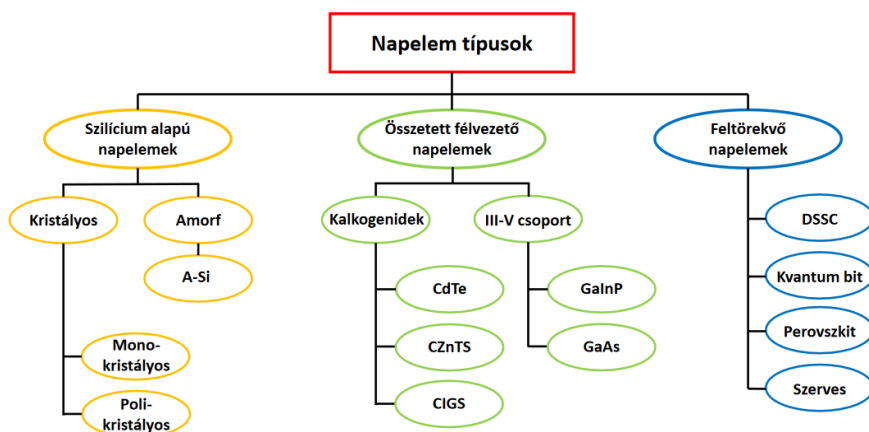 Napelem típusok
Szilícium alapú
napelemek
Összetett félvezető
napelemek
Feltörekvő
napelemek
Kristályos
Amorf
A-Si
Mono-
kristályos
Poli-
kristályos
Kalkogenidek
III-V csoport
CdTe
CZnTS
CIGS
GaInP
GaAs
DSSC
Kvantum bit
Perovszkit
Szerves